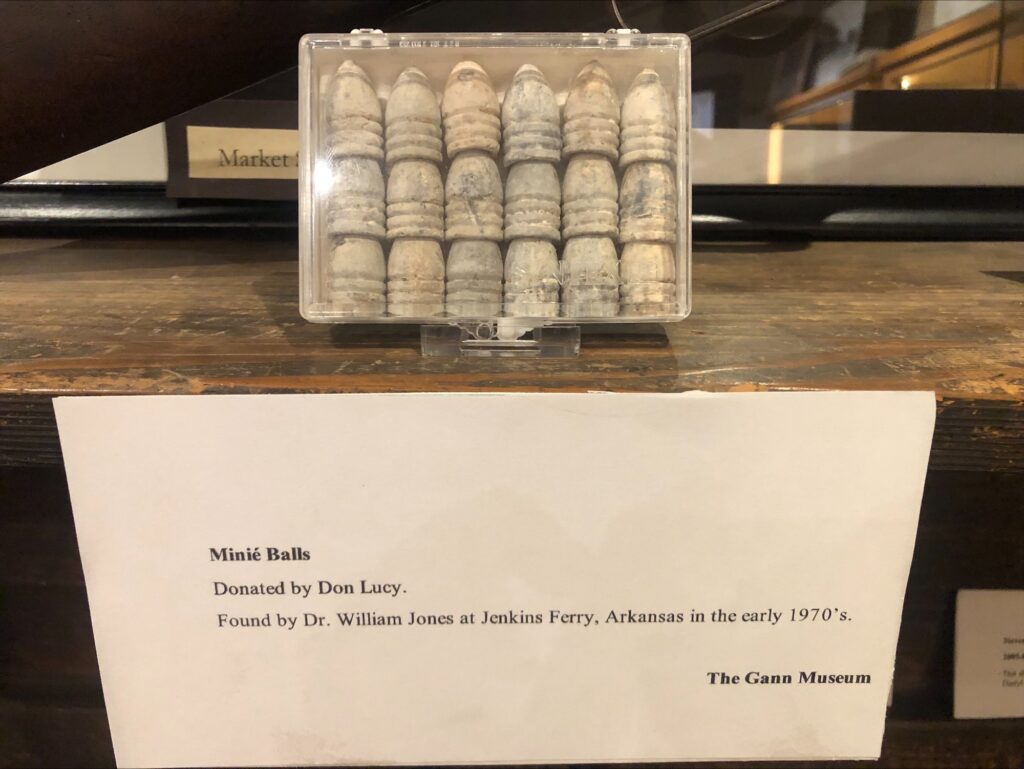 Market
Minié Balls
Donated by Don Lucy.
Found by Dr. William Jones at Jenkins Ferry, Arkansas in the early 1970's.
The Gann Museum